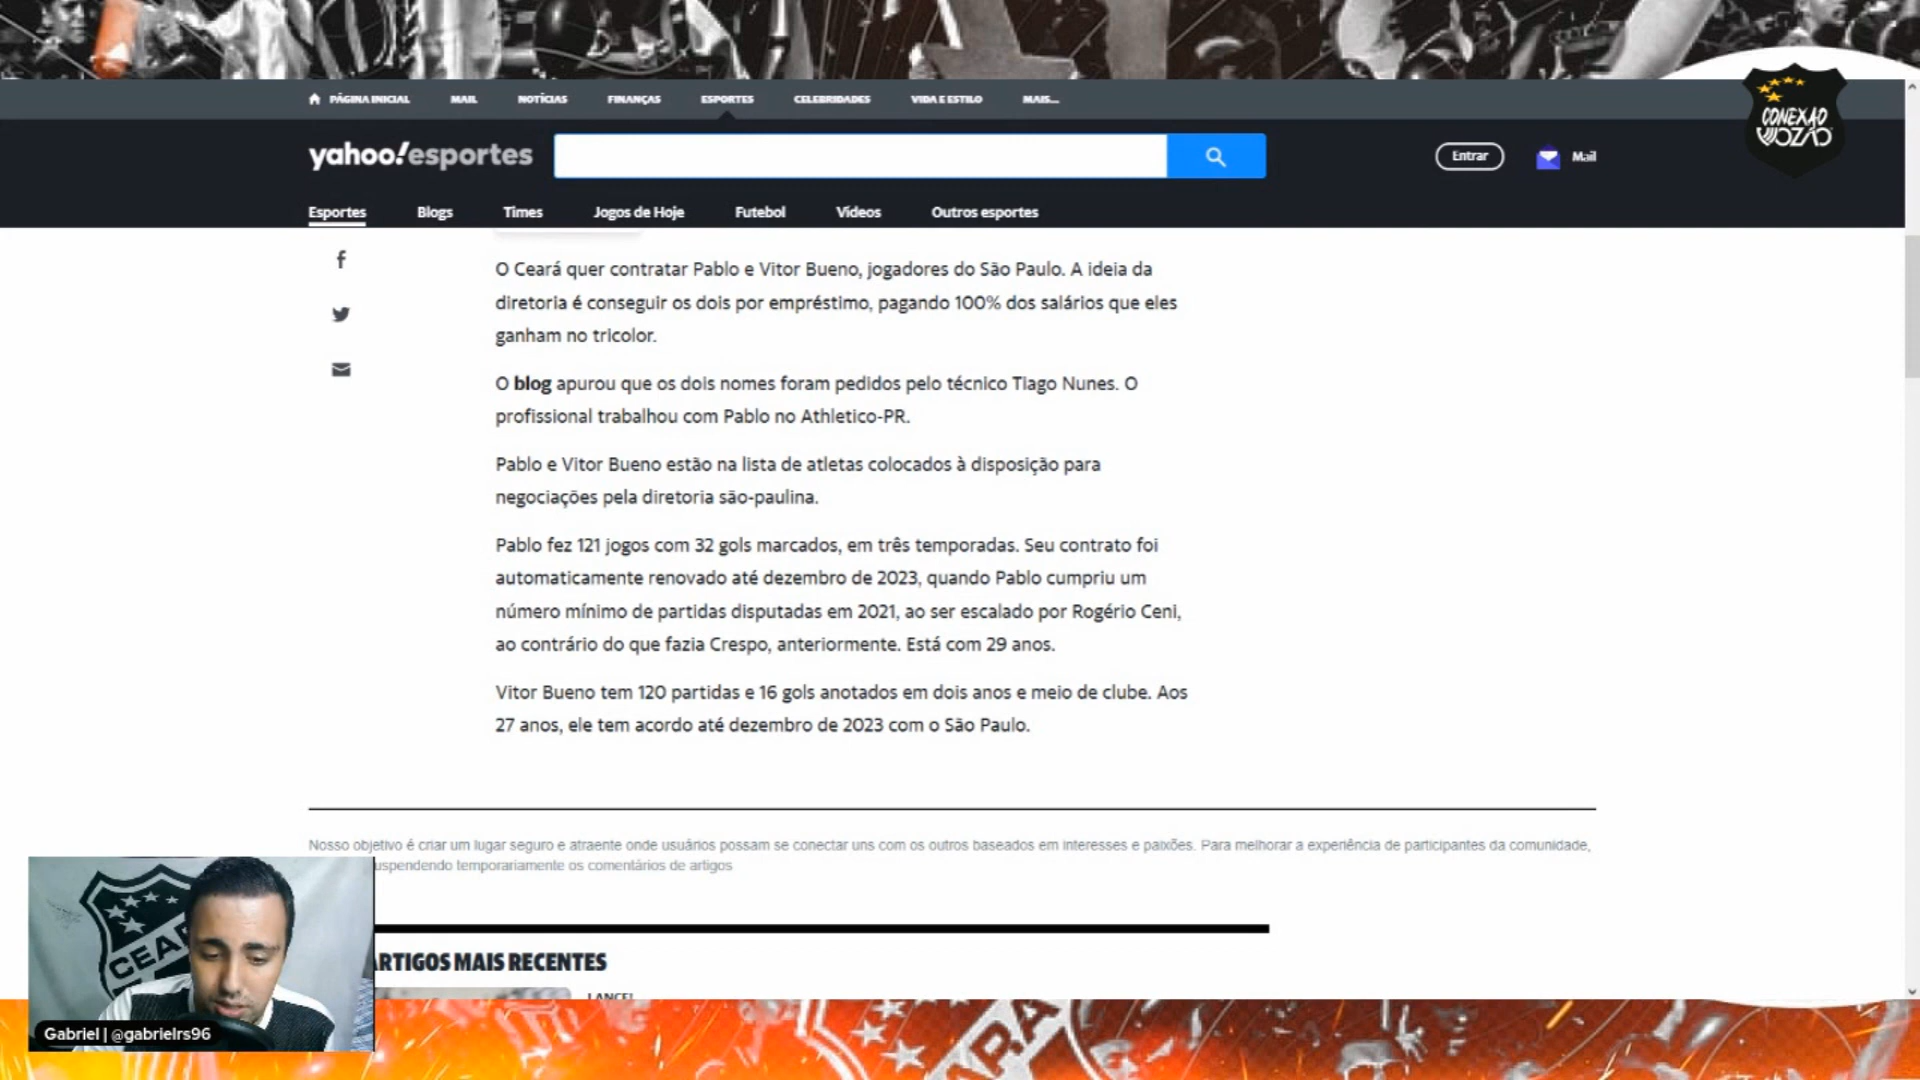 PÁGINA INICIAL MAIL NOTÍCIAS FINANÇAS ESPORTES CELEBRIDADES VIDA E ESTILO MAIS...
CONEXÃO
VOZÃO
yahoo!esportes
Entrar
Mail
Esportes Blogs Times Jogos de Hoje Futebol Vídeos Outros esportes
O Ceará quer contratar Pablo e Vitor Bueno, jogadores do São Paulo. A ideia da
diretoria é conseguir os dois por empréstimo, pagando 100% dos salários que eles
ganham no tricolor.
O blog apurou que os dois nomes foram pedidos pelo técnico Tiago Nunes. O
profissional trabalhou com Pablo no Athletico-PR.
Pablo e Vitor Bueno estão na lista de atletas colocados à disposição para
negociações pela diretoria são-paulina.
Pablo fez 121 jogos com 32 gols marcados, em três temporadas. Seu contrato foi
automaticamente renovado até dezembro de 2023, quando Pablo cumpriu um
número mínimo de partidas disputadas em 2021, ao ser escalado por Rogério Ceni,
ao contrário do que fazia Crespo, anteriormente. Está com 29 anos.
Vitor Bueno tem 120 partidas e 16 gols anotados em dois anos e meio de clube. Aos
27 anos, ele tem acordo até dezembro de 2023 com o São Paulo.
Nosso objetivo é criar um lugar seguro e atraente onde usuários possam se conectar uns com os outros baseados em interesses e paixões. Para melhorar a experiência de participantes da comunidade,
uspendendo temporariamente os comentários de artigos
RTIGOS MAIS RECENTES
LANCE!
CEAR
Gabriel | @gabrielrs96
ARA